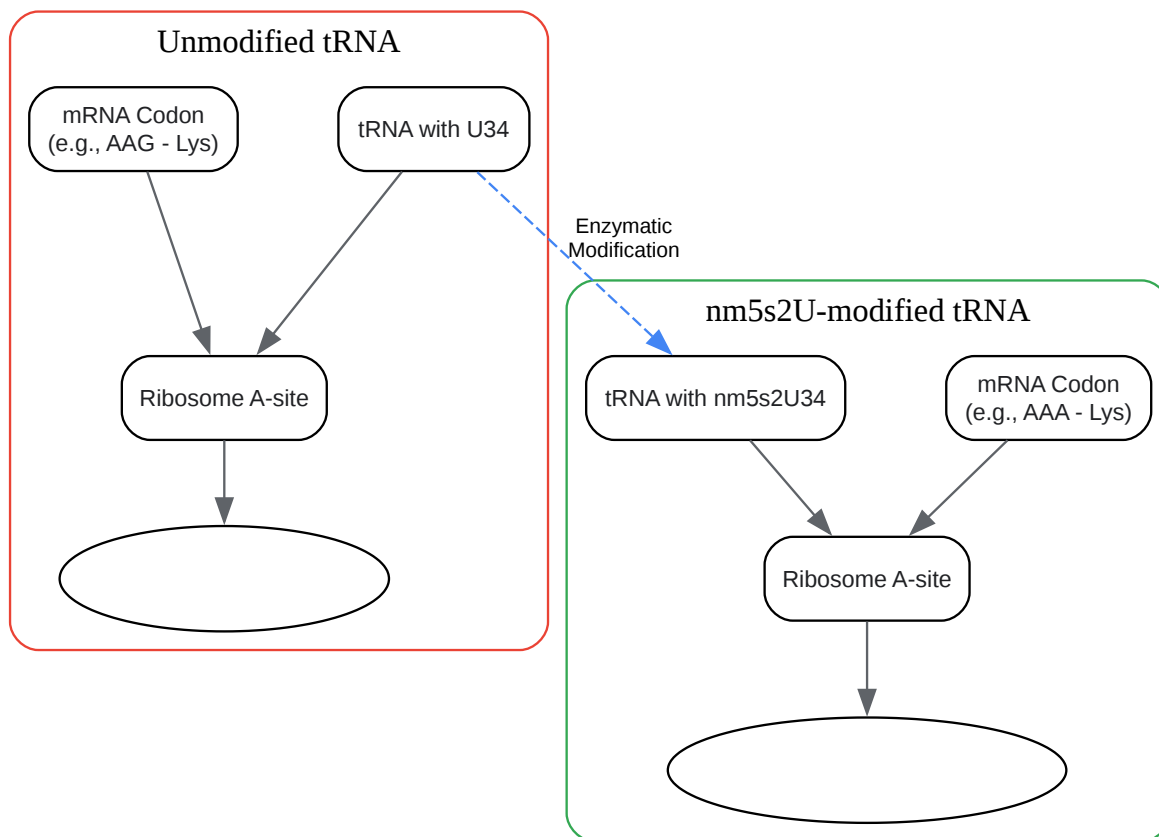 Unmodified tRNA
mRNA Codon
(e.g., AAG - Lys)
tRNA with U34
Enzymatic
Modification
Ribosome A-site
nm5s2U-modified tRNA
tRNA with nm5s2U34
mRNA Codon
(e.g., AAA - Lys)
Ribosome A-site